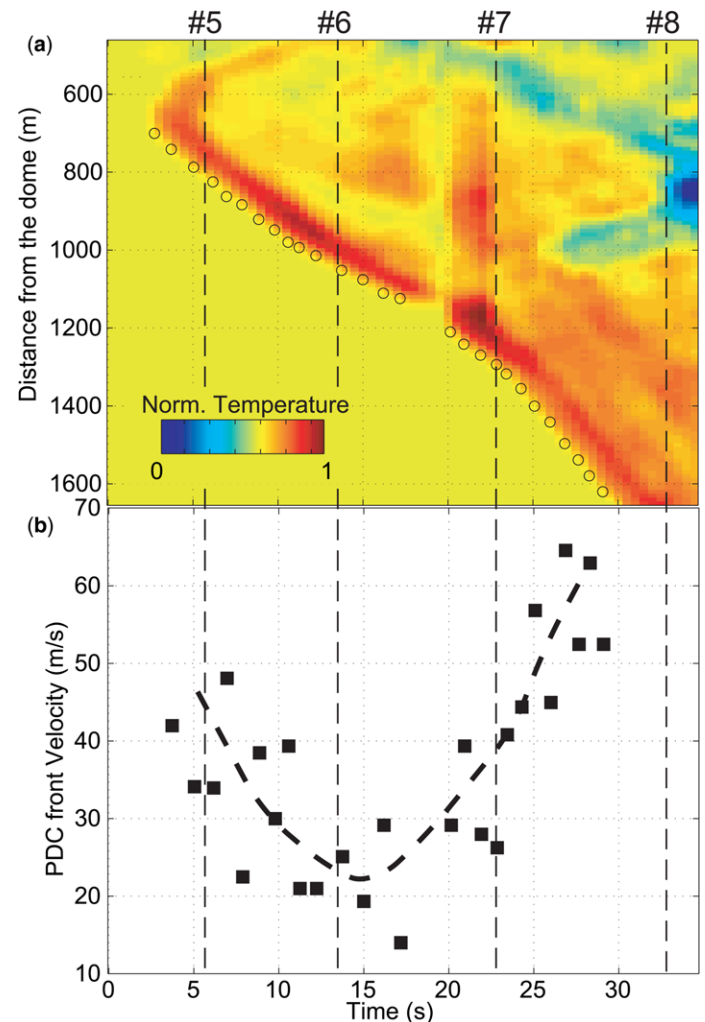 #5 #6 #7 #8
(a)
600
800
1000
1200
1400
1600
Distance from the dome (m)
Norm. Temperature
0 1
(b)
70
60
50
40
30
20
10
PDC front Velocity (m/s)
0 5 10 15 20 25 30
Time (s)